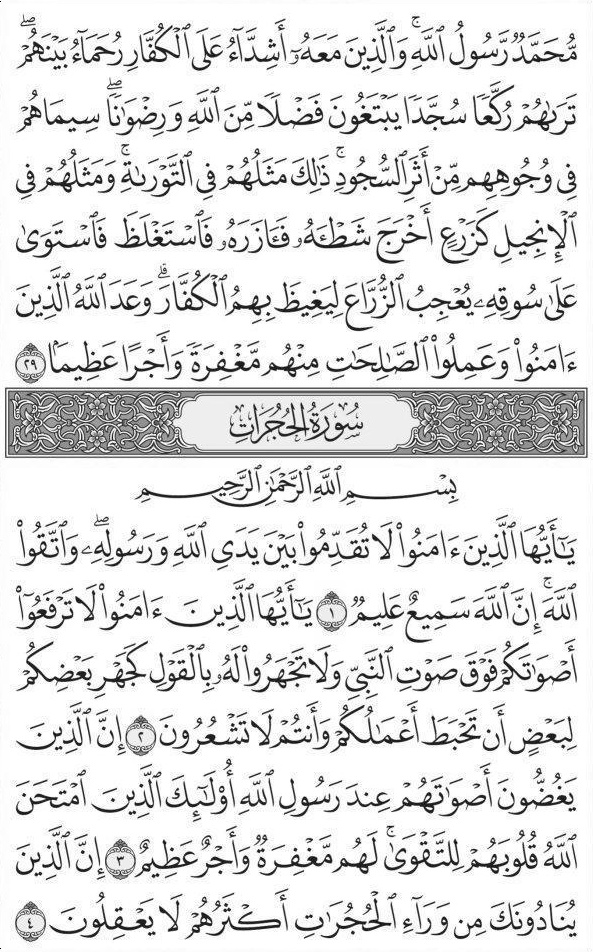 مُّحَمَّدٌ رَّسُولُ ٱللَّهِۚ وَٱلَّذِينَ مَعَهُۥٓ أَشِدَّآءُ عَلَى ٱلْكُفَّارِ رُحَمَآءُ بَيْنَهُمْۖ
تَرَىٰهُمْ رُكَّعًا سُجَّدًا يَبْتَغُونَ فَضْلًا مِّنَ ٱللَّهِ وَرِضْوَٰنًاۖ سِيمَاهُمْ
فِى وُجُوهِهِم مِّنْ أَثَرِ ٱلسُّجُودِۚ ذَٰلِكَ مَثَلُهُمْ فِى ٱلتَّوْرَىٰةِۚ وَمَثَلُهُمْ فِى
ٱلْإِنجِيلِ كَزَرْعٍ أَخْرَجَ شَطْـَٔهُۥ فَـَٔازَرَهُۥ فَٱسْتَغْلَظَ فَٱسْتَوَىٰ
عَلَىٰ سُوقِهِۦ يُعْجِبُ ٱلزُّرَّاعَ لِيَغِيظَ بِهِمُ ٱلْكُفَّارَۗ وَعَدَ ٱللَّهُ ٱلَّذِينَ
ءَامَنُوا۟ وَعَمِلُوا۟ ٱلصَّٰلِحَٰتِ مِنْهُم مَّغْفِرَةً وَأَجْرًا عَظِيمًۢا ٢٩
سُورَةُ الحُجُرَاتِ
بِسْمِ ٱللَّهِ ٱلرَّحْمَٰنِ ٱلرَّحِيمِ
يَٰٓأَيُّهَا ٱلَّذِينَ ءَامَنُوا۟ لَا تُقَدِّمُوا۟ بَيْنَ يَدَىِ ٱللَّهِ وَرَسُولِهِۦۖ وَٱتَّقُوا۟
ٱللَّهَۚ إِنَّ ٱللَّهَ سَمِيعٌ عَلِيمٌ ١ يَٰٓأَيُّهَا ٱلَّذِينَ ءَامَنُوا۟ لَا تَرْفَعُوٓا۟
أَصْوَٰتَكُمْ فَوْقَ صَوْتِ ٱلنَّبِىِّ وَلَا تَجْهَرُوا۟ لَهُۥ بِٱلْقَوْلِ كَجَهْرِ بَعْضِكُمْ
لِبَعْضٍ أَن تَحْبَطَ أَعْمَٰلُكُمْ وَأَنتُمْ لَا تَشْعُرُونَ ٢ إِنَّ ٱلَّذِينَ
يَغُضُّونَ أَصْوَٰتَهُمْ عِندَ رَسُولِ ٱللَّهِ أُو۟لَٰٓئِكَ ٱلَّذِينَ ٱمْتَحَنَ
ٱللَّهُ قُلُوبَهُمْ لِلتَّقْوَىٰۚ لَهُم مَّغْفِرَةٌ وَأَجْرٌ عَظِيمٌ ٣ إِنَّ ٱلَّذِينَ
يُنَادُونَكَ مِن وَرَآءِ ٱلْحُجُرَٰتِ أَكْثَرُهُمْ لَا يَعْقِلُونَ ٤